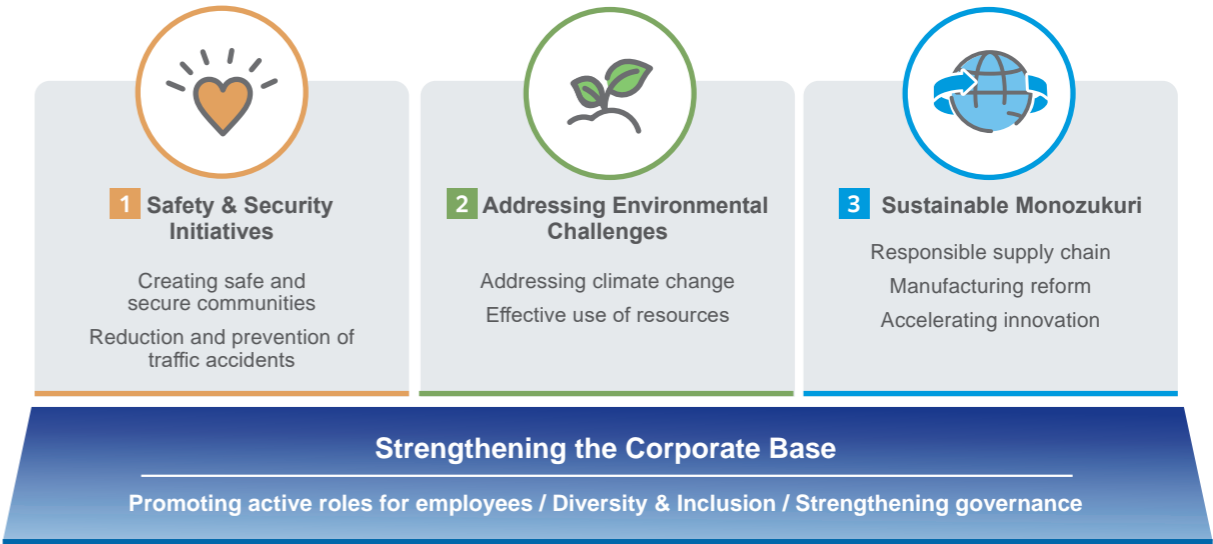 1 Safety & Security
Initiatives
Creating safe and
secure communities
Reduction and prevention of
traffic accidents
2 Addressing Environmental
Challenges
Addressing climate change
Effective use of resources
3 Sustainable Monozukuri
Responsible supply chain
Manufacturing reform
Accelerating innovation
Strengthening the Corporate Base
Promoting active roles for employees / Diversity & Inclusion / Strengthening governance